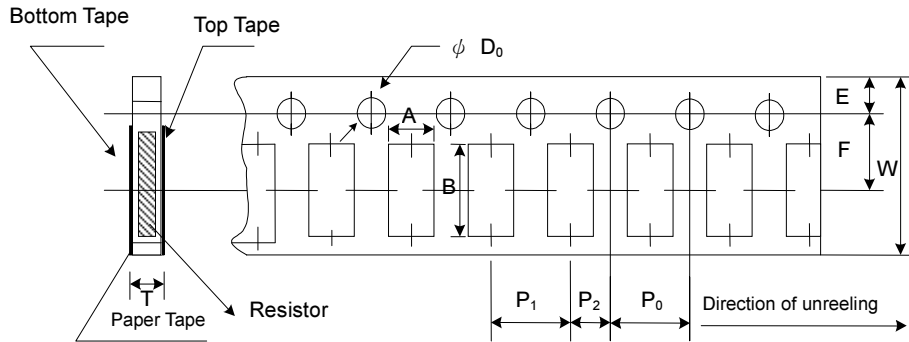 Bottom Tape
Top Tape
ϕ D₀
E
A
F
W
B
P₁
P₂
P₀
Direction of unreeling
T
Resistor
Paper Tape